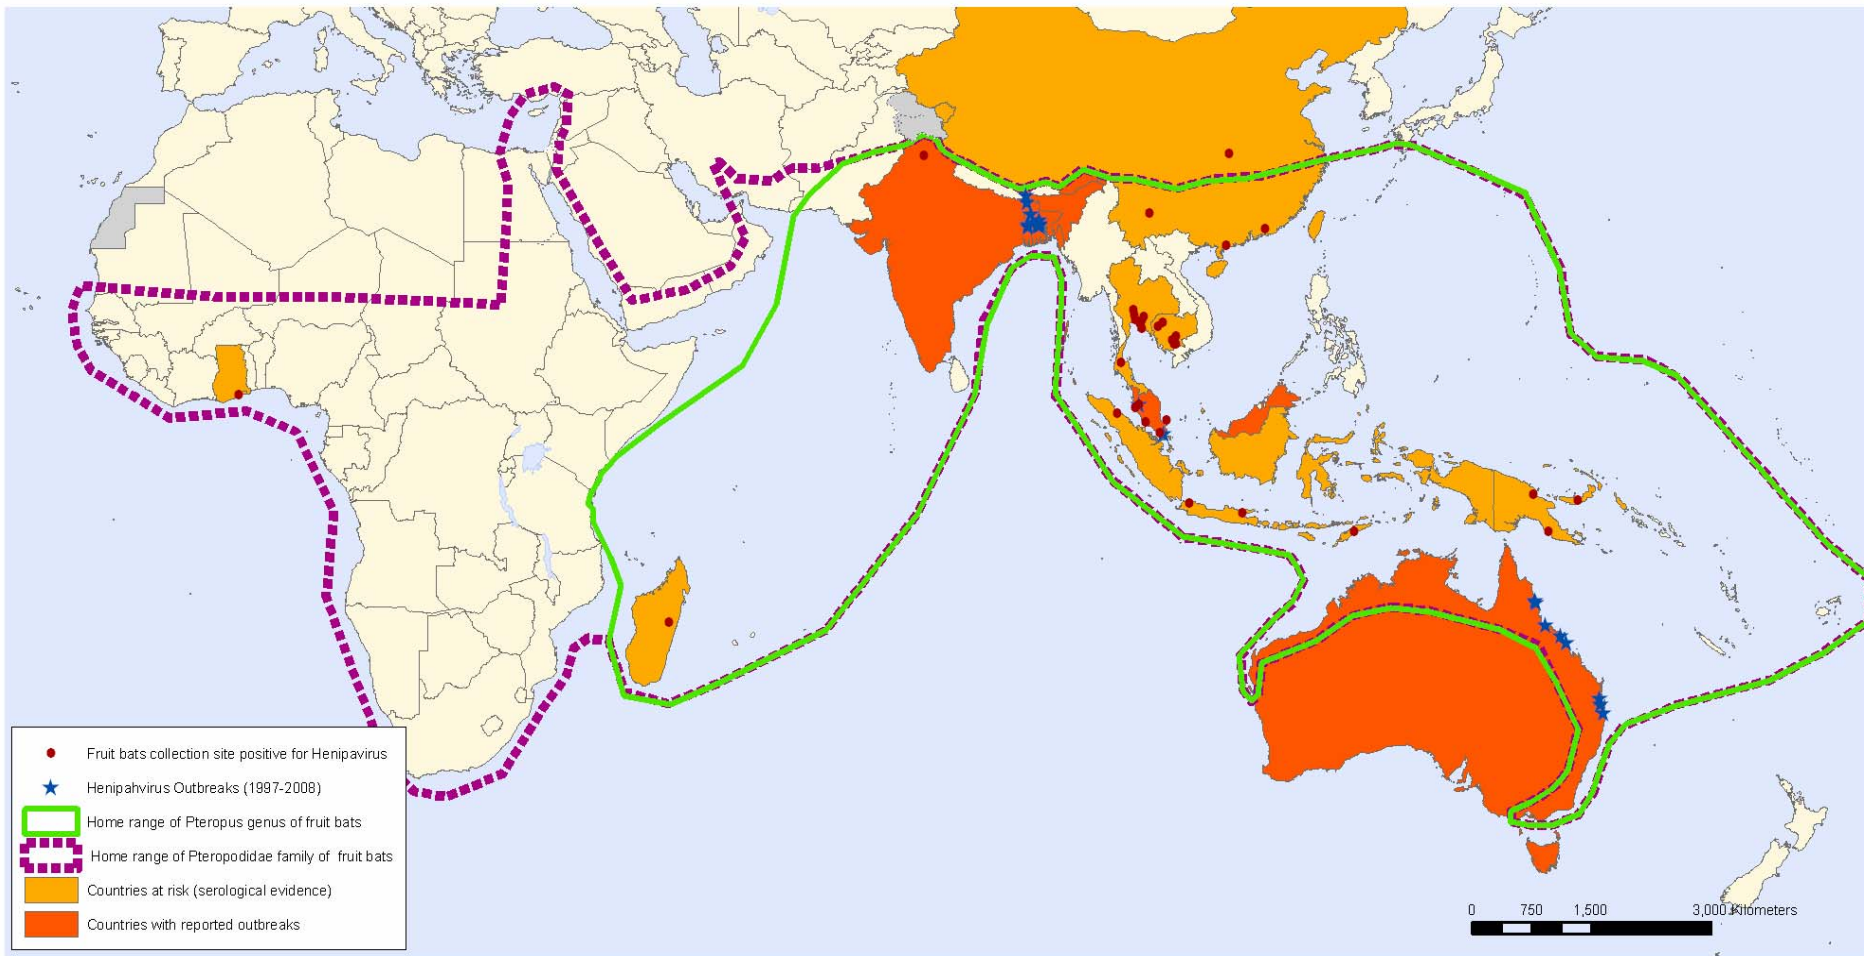 Fruit bats collection site positive for Henipavirus
Henipahvirus Outbreaks (1997-2008)
Home range of Pteropus genus of fruit bats
Home range of Pteropodidae family of fruit bats
Countries at risk (serological evidence)
Countries with reported outbreaks
0 750 1,500 3,000 Kilometers